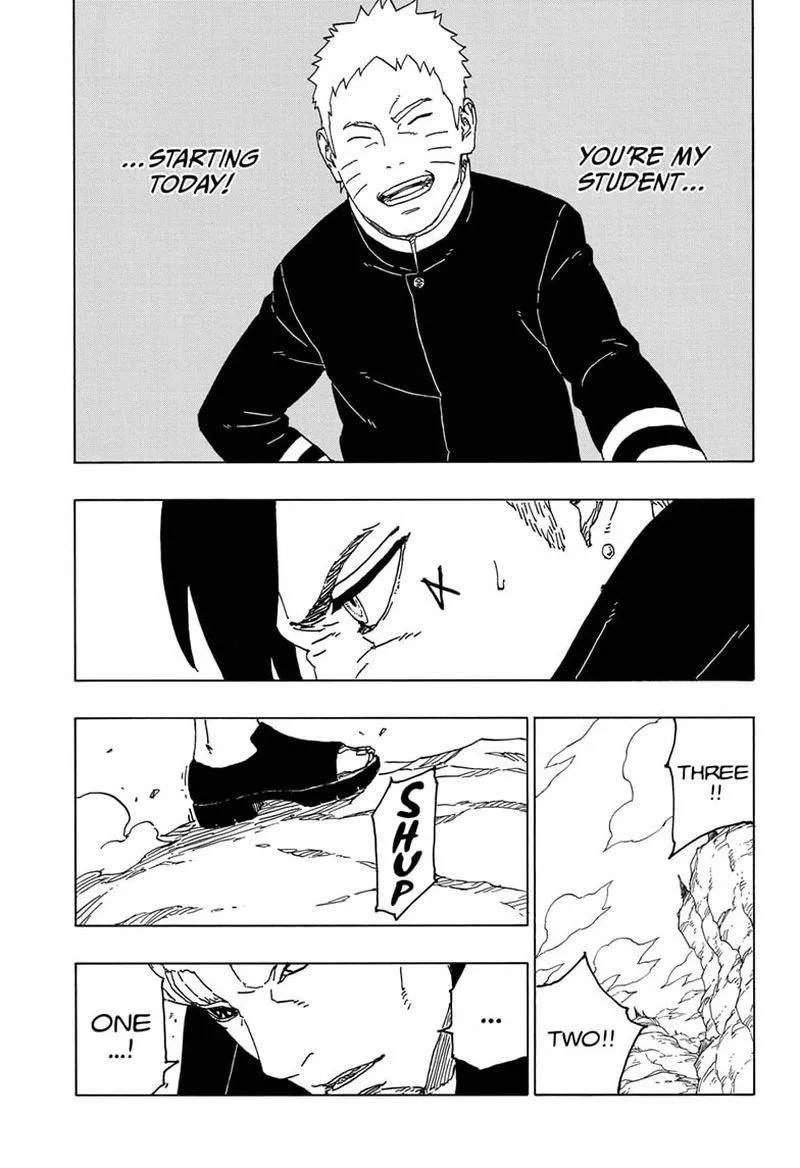 YOU'RE MY
STUDENT...
...STARTING
TODAY!
THREE
!!
TWO!!
SHUP
...
ONE
...!